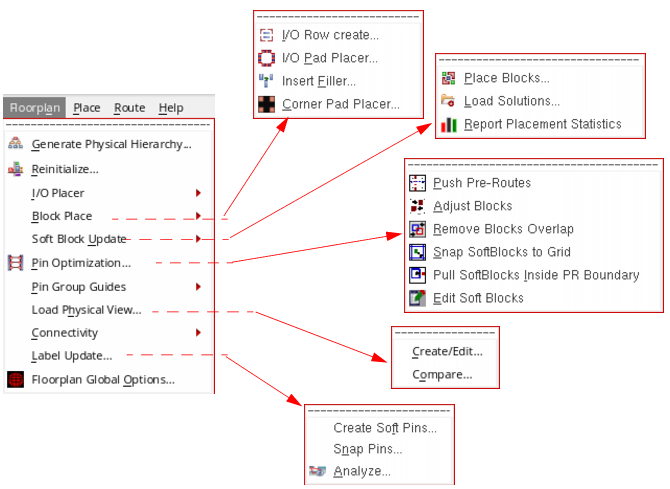 Floorplan Place Route Help
Generate Physical Hierarchy...
Reinitialize...
I/O Placer
Block Place
Soft Block Update
Pin Optimization...
Pin Group Guides
Load Physical View...
Connectivity
Label Update...
Floorplan Global Options...
I/O Row create...
I/O Pad Placer...
Insert Filler...
Corner Pad Placer...
Place Blocks...
Load Solutions...
Report Placement Statistics
Push Pre-Routes
Adjust Blocks
Remove Blocks Overlap
Snap SoftBlocks to Grid
Pull SoftBlocks Inside PR Boundary
Edit Soft Blocks
Create/Edit...
Compare...
Create Soft Pins...
Snap Pins...
Analyze...